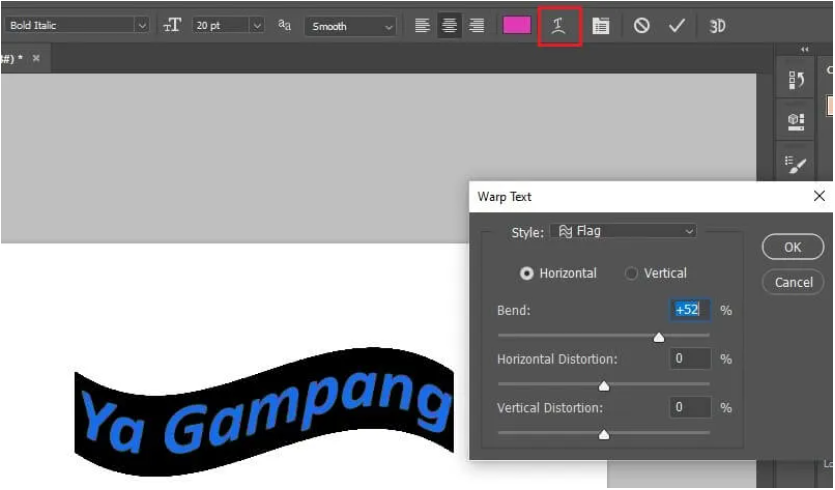 Bold Italic 20 pt aa Smooth 3D
#) * ×
Warp Text
Style: Flag
OK
Horizontal Vertical
Cancel
Bend: +52 %
Horizontal Distortion: 0 %
Vertical Distortion: 0 %
Ya Gampang